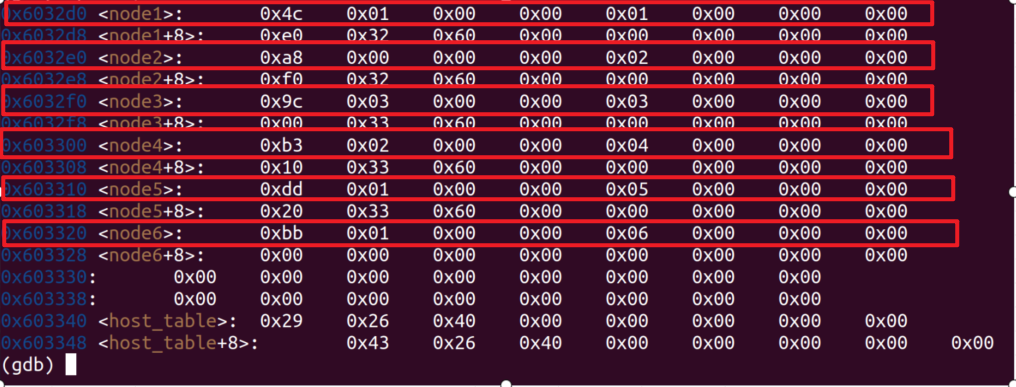 0x6032d0 <node1>: 0x4c 0x01 0x00 0x00 0x01 0x00 0x00 0x00
0x6032d8 <node1+8>: 0xe0 0x32 0x60 0x00 0x00 0x00 0x00 0x00
0x6032e0 <node2>: 0xa8 0x00 0x00 0x00 0x02 0x00 0x00 0x00
0x6032e8 <node2+8>: 0xf0 0x32 0x60 0x00 0x00 0x00 0x00 0x00
0x6032f0 <node3>: 0x9c 0x03 0x00 0x00 0x03 0x00 0x00 0x00
0x6032f8 <node3+8>: 0x00 0x33 0x60 0x00 0x00 0x00 0x00 0x00
0x603300 <node4>: 0xb3 0x02 0x00 0x00 0x04 0x00 0x00 0x00
0x603308 <node4+8>: 0x10 0x33 0x60 0x00 0x00 0x00 0x00 0x00
0x603310 <node5>: 0xdd 0x01 0x00 0x00 0x05 0x00 0x00 0x00
0x603318 <node5+8>: 0x20 0x33 0x60 0x00 0x00 0x00 0x00 0x00
0x603320 <node6>: 0xbb 0x01 0x00 0x00 0x06 0x00 0x00 0x00
0x603328 <node6+8>: 0x00 0x00 0x00 0x00 0x00 0x00 0x00 0x00
0x603330: 0x00 0x00 0x00 0x00 0x00 0x00 0x00 0x00
0x603338: 0x00 0x00 0x00 0x00 0x00 0x00 0x00 0x00
0x603340 <host_table>: 0x29 0x26 0x40 0x00 0x00 0x00 0x00 0x00
0x603348 <host_table+8>: 0x43 0x26 0x40 0x00 0x00 0x00 0x00 0x00
(gdb)